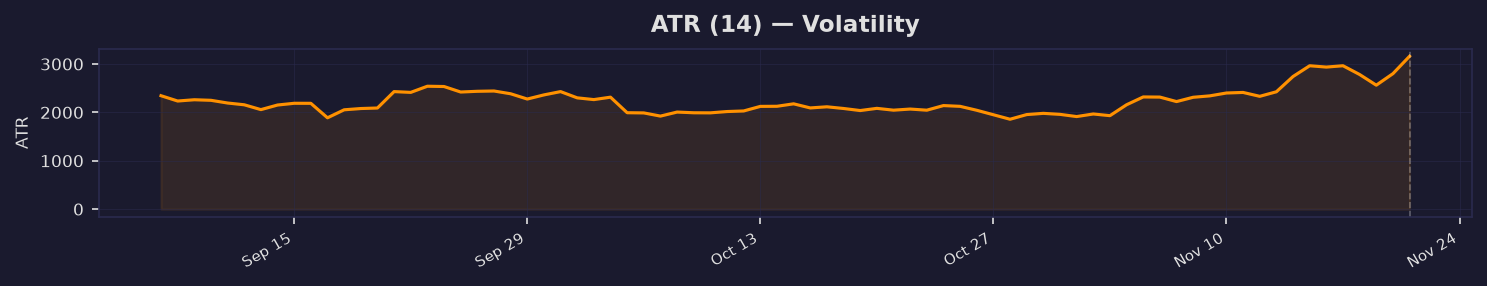 ATR (14) — Volatility
3000
2000
1000
0
ATR
Sep 15
Sep 29
Oct 13
Oct 27
Nov 10
Nov 24